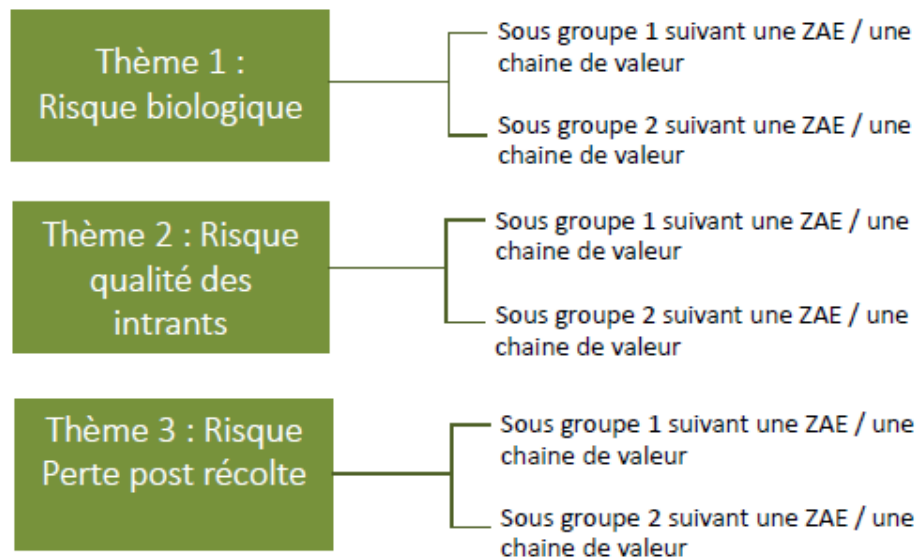 Thème 1 :
Risque biologique
Sous groupe 1 suivant une ZAE / une
chaine de valeur
Sous groupe 2 suivant une ZAE / une
chaine de valeur
Thème 2 : Risque
qualité des
intrants
Sous groupe 1 suivant une ZAE / une
chaine de valeur
Sous groupe 2 suivant une ZAE / une
chaine de valeur
Thème 3 : Risque
Perte post récolte
Sous groupe 1 suivant une ZAE / une
chaine de valeur
Sous groupe 2 suivant une ZAE / une
chaine de valeur